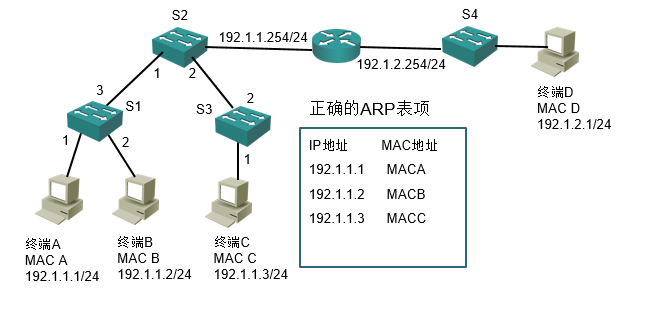 S4
S2
192.1.1.254/24
192.1.2.254/24
1
2
3
S1
1
2
2
S3
1
终端D
MAC D
192.1.2.1/24
正确的ARP表项
IP地址 MAC地址
192.1.1.1 MACA
192.1.1.2 MACB
192.1.1.3 MACC
终端A
MAC A
192.1.1.1/24
终端B
MAC B
192.1.1.2/24
终端C
MAC C
192.1.1.3/24